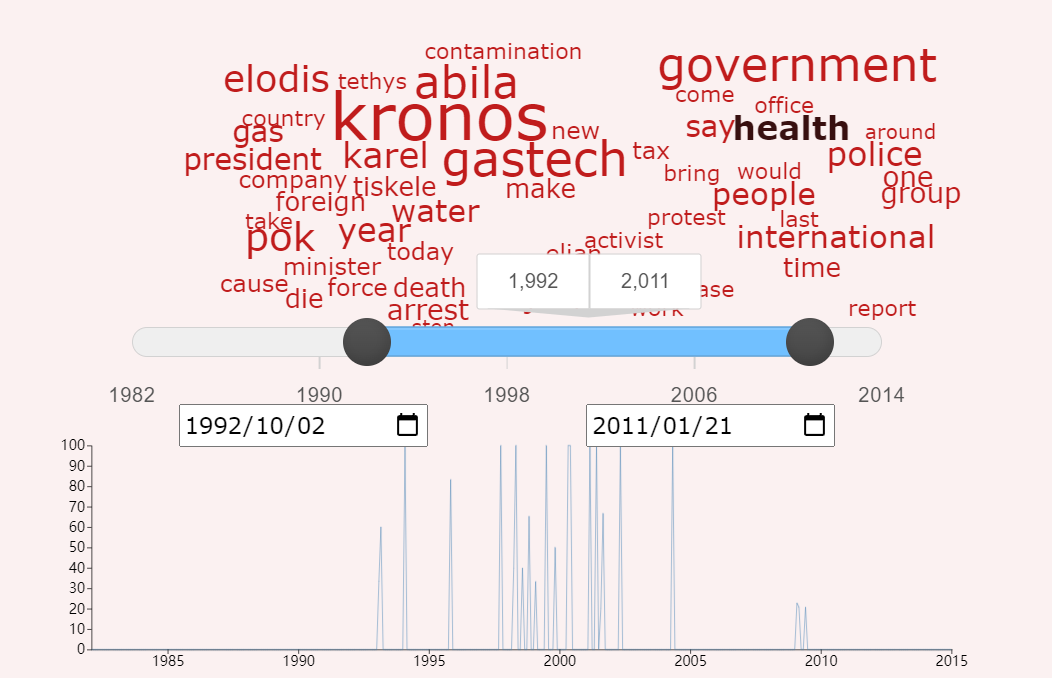 contamination
elodis tethys abila government
come office
country kronos new say health around
gas
president karel gastech tax police
company tiskele make bring would one
foreign people group
take water protest last
pok year international
today activist
minister time
cause force death
die arrest report
1,992 2,011
1982 1990 1998 2006 2014
1992/10/02 2011/01/21
100
90
80
70
60
50
40
30
20
10
0
1985 1990 1995 2000 2005 2010 2015